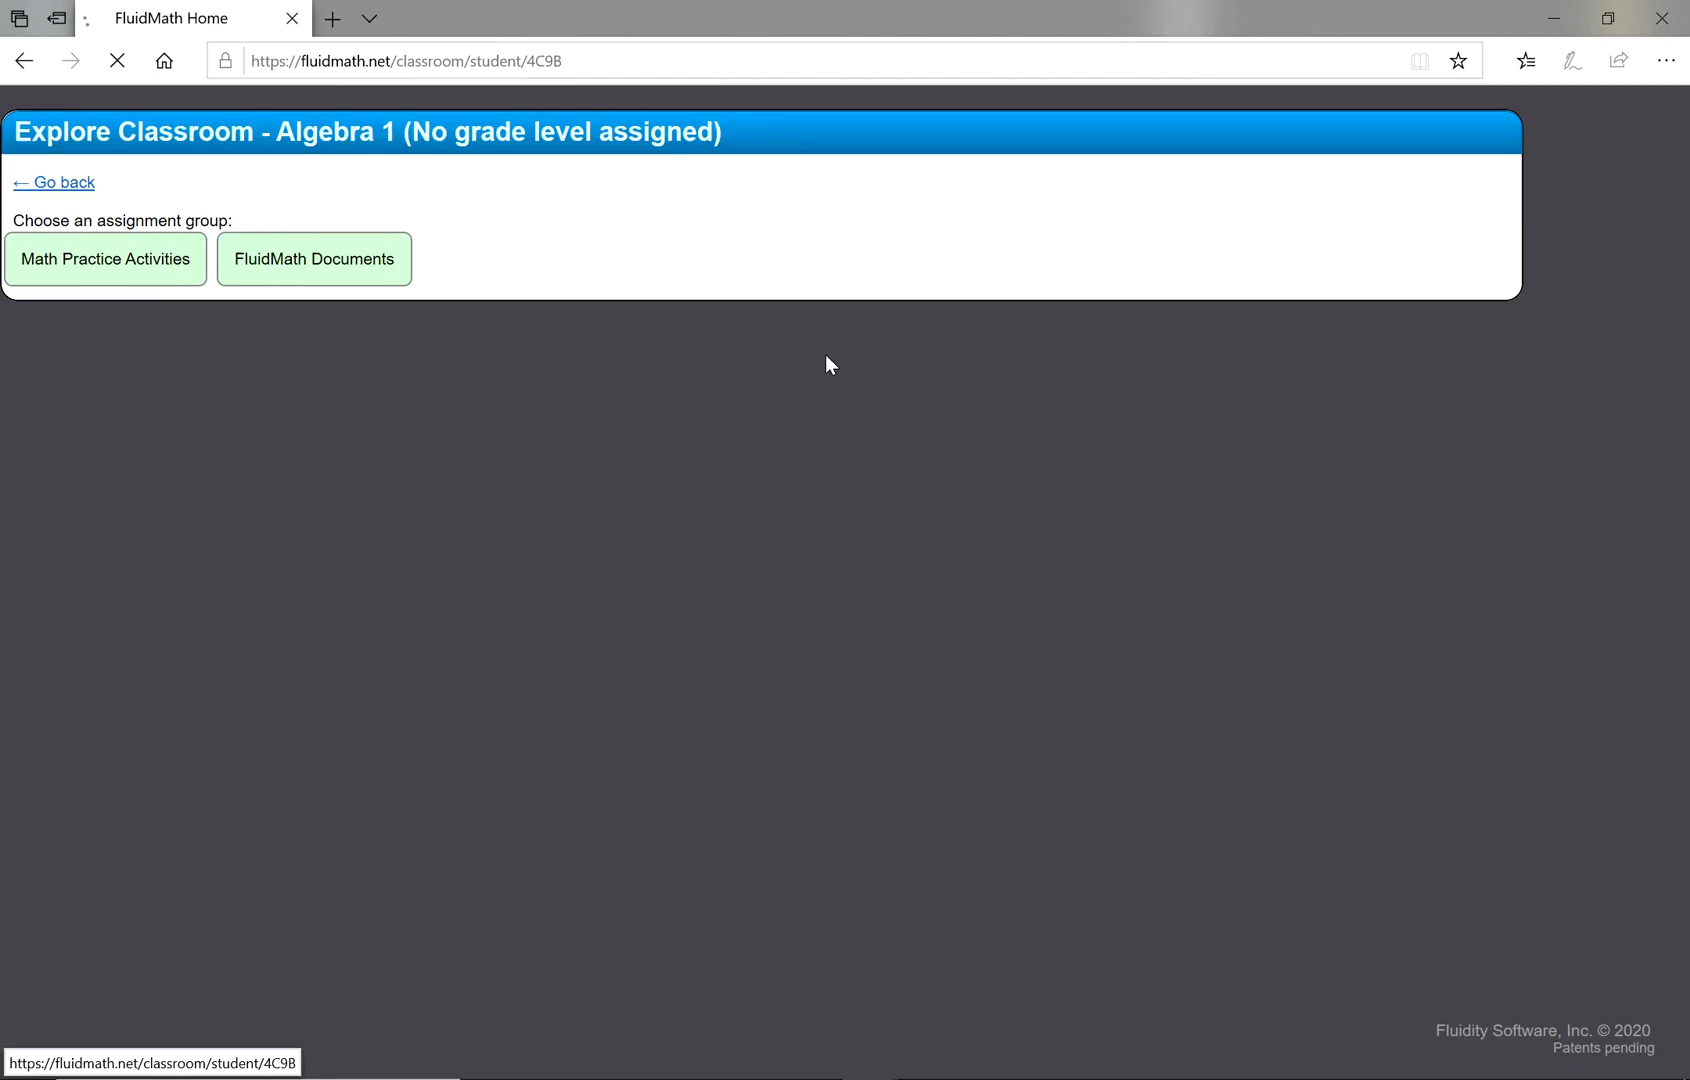 FluidMath Home
https://fluidmath.net/classroom/student/4C9B
Explore Classroom - Algebra 1 (No grade level assigned)
← Go back
Choose an assignment group:
Math Practice Activities
FluidMath Documents
Fluidity Software, Inc. © 2020
Patents pending
https://fluidmath.net/classroom/student/4C9B